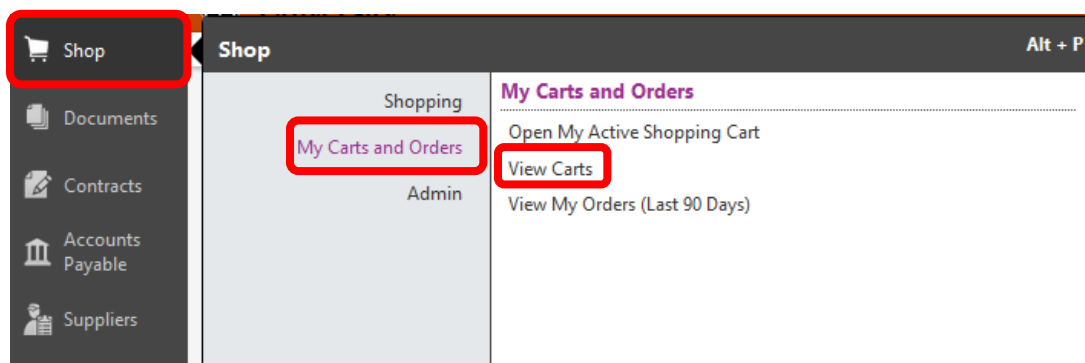 Shop
Documents
Contracts
Accounts
Payable
Suppliers
Shop
Alt + P
Shopping
My Carts and Orders
Admin
My Carts and Orders
Open My Active Shopping Cart
View Carts
View My Orders (Last 90 Days)